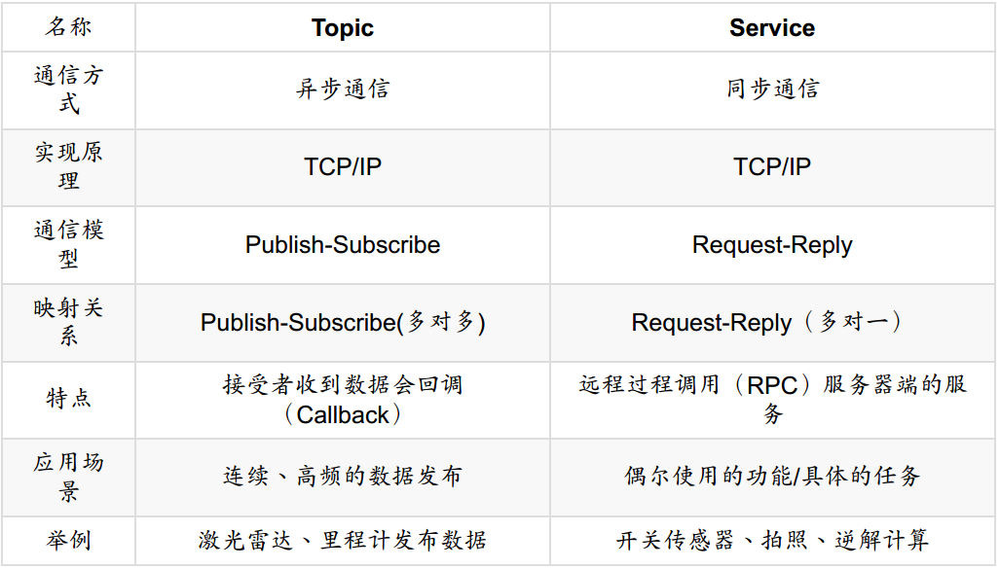 名称
Topic
Service
通信方
式
异步通信
同步通信
实现原
理
TCP/IP
TCP/IP
通信模
型
Publish-Subscribe
Request-Reply
映射关
系
Publish-Subscribe(多对多)
Request-Reply（多对一）
特点
接受者收到数据会回调
（Callback）
远程过程调用（RPC）服务器端的服
务
应用场
景
连续、高频的数据发布
偶尔使用的功能/具体的任务
举例
激光雷达、里程计发布数据
开关传感器、拍照、逆解计算